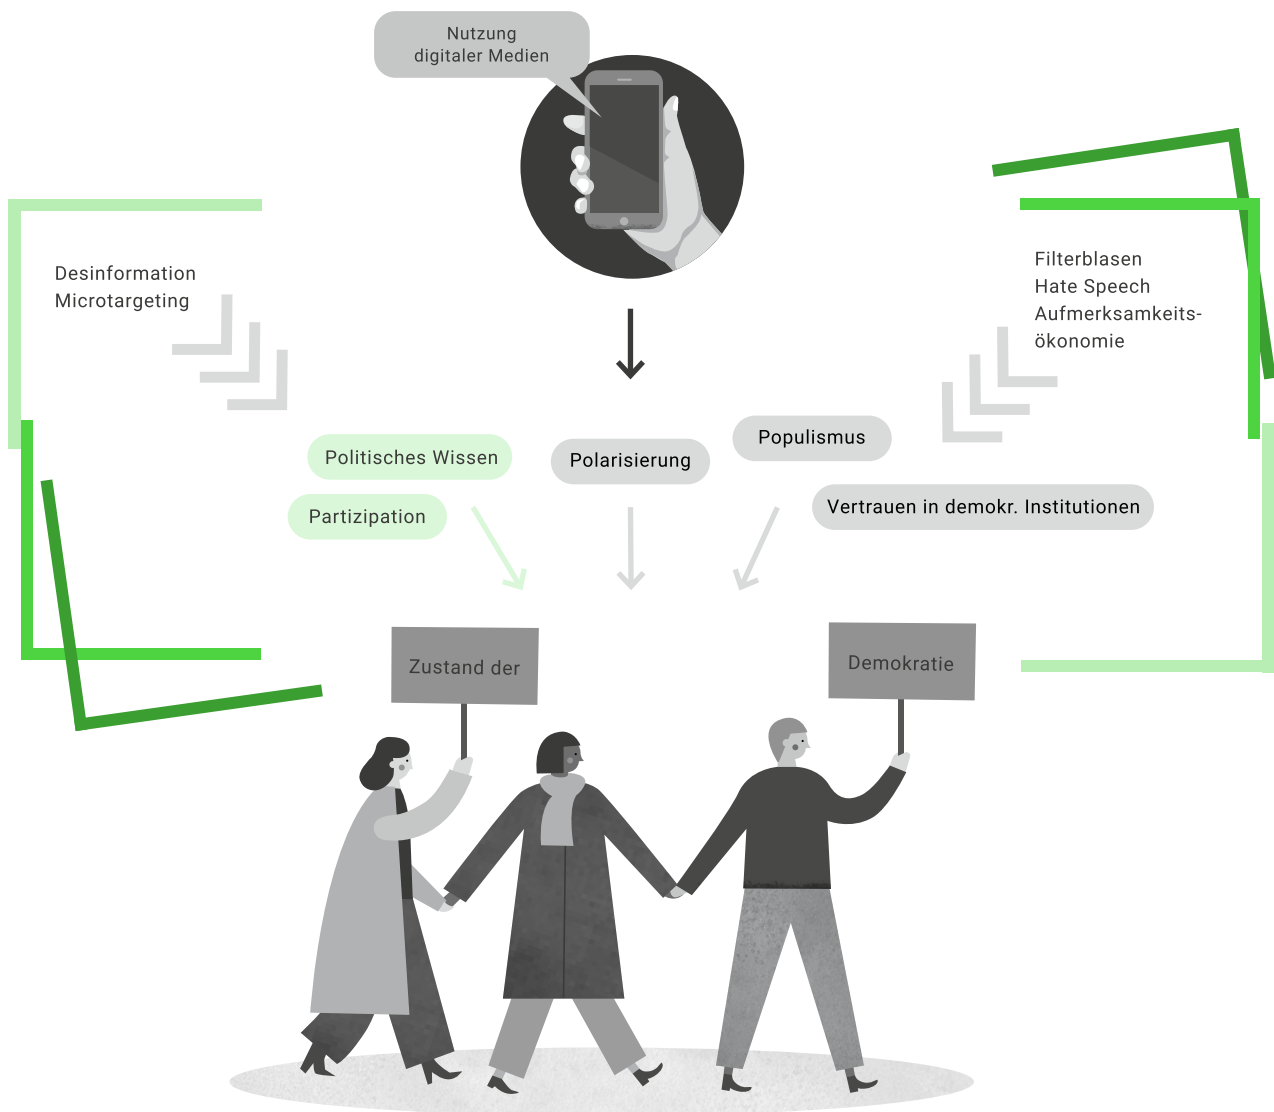 Nutzung
digitaler Medien
Desinformation
Microtargeting
Filterblasen
Hate Speech
Aufmerksamkeits-
ökonomie
Politisches Wissen
Partizipation
Polarisierung
Populismus
Vertrauen in demokr. Institutionen
Zustand der
Demokratie